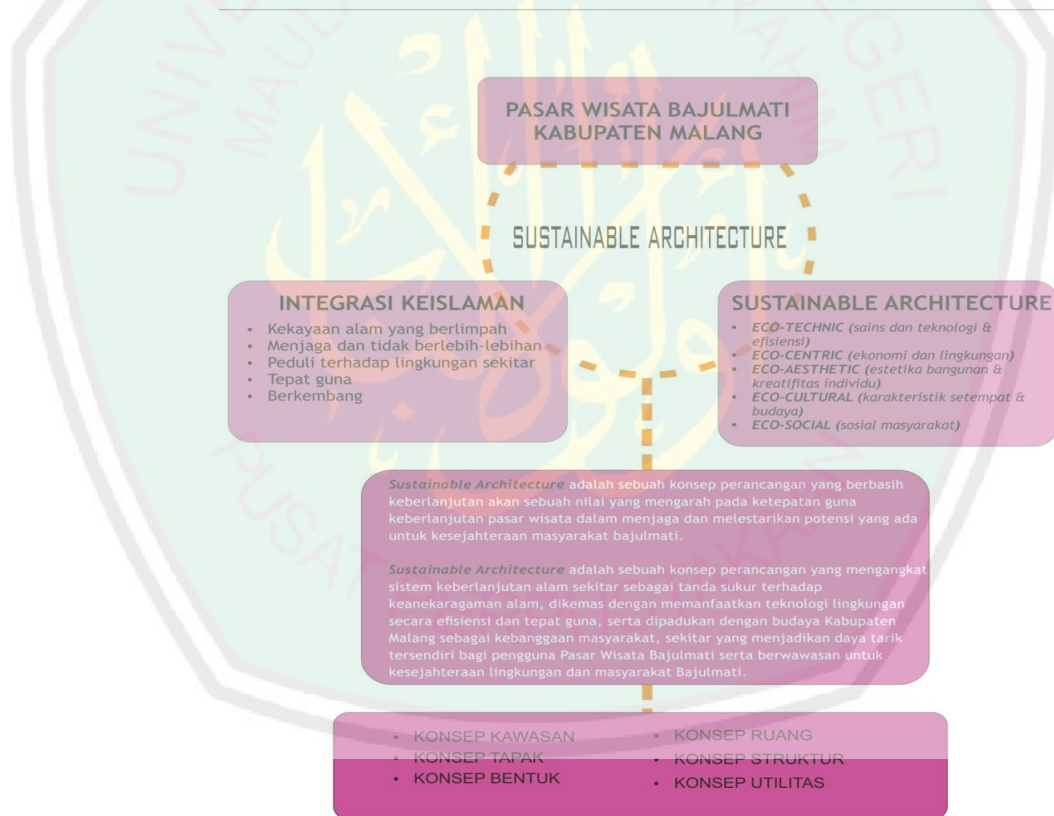 PASAR WISATA BAJULMATI
KABUPATEN MALANG
SUSTAINABLE ARCHITECTURE
INTEGRASI KEISLAMAN
• Kekayaan alam yang berlimpah
• Menjaga dan tidak berlebih-lebihan
• Peduli terhadap lingkungan sekitar
• Tepat guna
• Berkembang
SUSTAINABLE ARCHITECTURE
• ECO-TECHNIC (sains dan teknologi &
efisiensi)
• ECO-CENTRIC (ekonomi dan lingkungan)
• ECO-AESTHETIC (estetika bangunan &
kreatifitas individu)
• ECO-CULTURAL (karakteristik setempat &
budaya)
• ECO-SOCIAL (sosial masyarakat)
Sustainable Architecture adalah sebuah konsep perancangan yang berbasih
keberlanjutan akan sebuah nilai yang mengarah pada ketepatan guna
keberlanjutan pasar wisata dalam menjaga dan melestarikan potensi yang ada
untuk kesejahteraan masyarakat bajulmati.
Sustainable Architecture adalah sebuah konsep perancangan yang mengangkat
sistem keberlanjutan alam sekitar sebagai tanda sukur terhadap
keanekaragaman alam, dikemas dengan memanfaatkan teknologi lingkungan
secara efisiensi dan tepat guna, serta dipadukan dengan budaya Kabupaten
Malang sebagai kebanggaan masyarakat, sekitar yang menjadikan daya tarik
tersendiri bagi pengguna Pasar Wisata Bajulmati serta berwawasan untuk
kesejahteraan lingkungan dan masyarakat Bajulmati.
• KONSEP KAWASAN
• KONSEP TAPAK
• KONSEP BENTUK
• KONSEP RUANG
• KONSEP STRUKTUR
• KONSEP UTILITAS